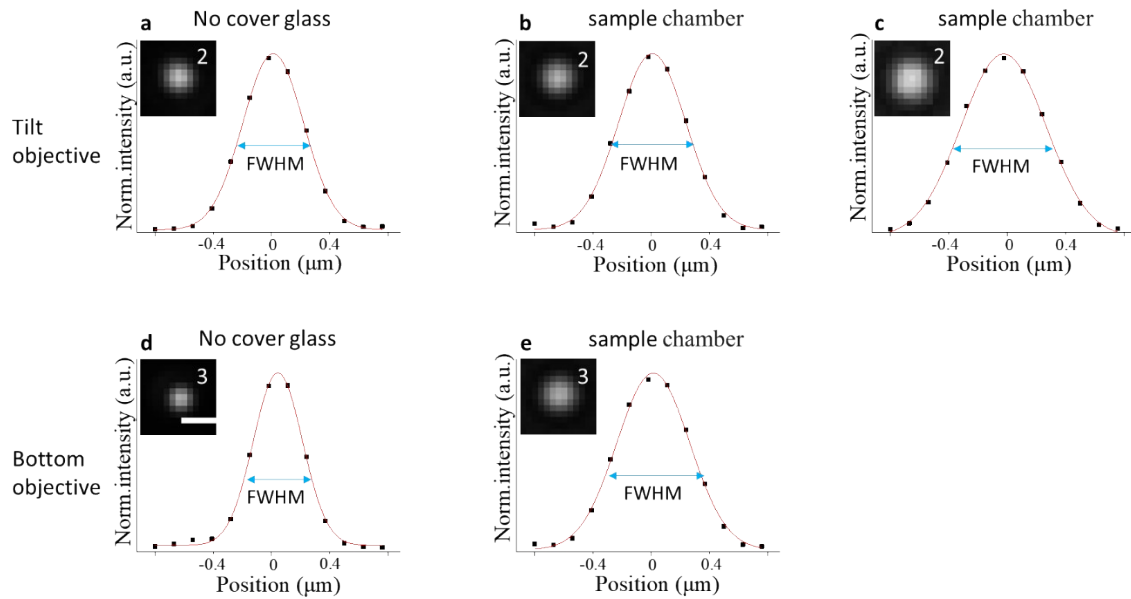 a No cover glass
2
Norm.intensity (a.u.)
FWHM
-0.4 0 0.4
Position (μm)
b sample chamber
2
Norm.intensity (a.u.)
FWHM
-0.4 0 0.4
Position (μm)
c sample chamber
2
Norm.intensity (a.u.)
FWHM
-0.4 0 0.4
Position (μm)
Tilt
objective
d No cover glass
3
Norm.intensity (a.u.)
FWHM
-0.4 0 0.4
Position (μm)
e sample chamber
3
Norm.intensity (a.u.)
FWHM
-0.4 0 0.4
Position (μm)
Bottom
objective